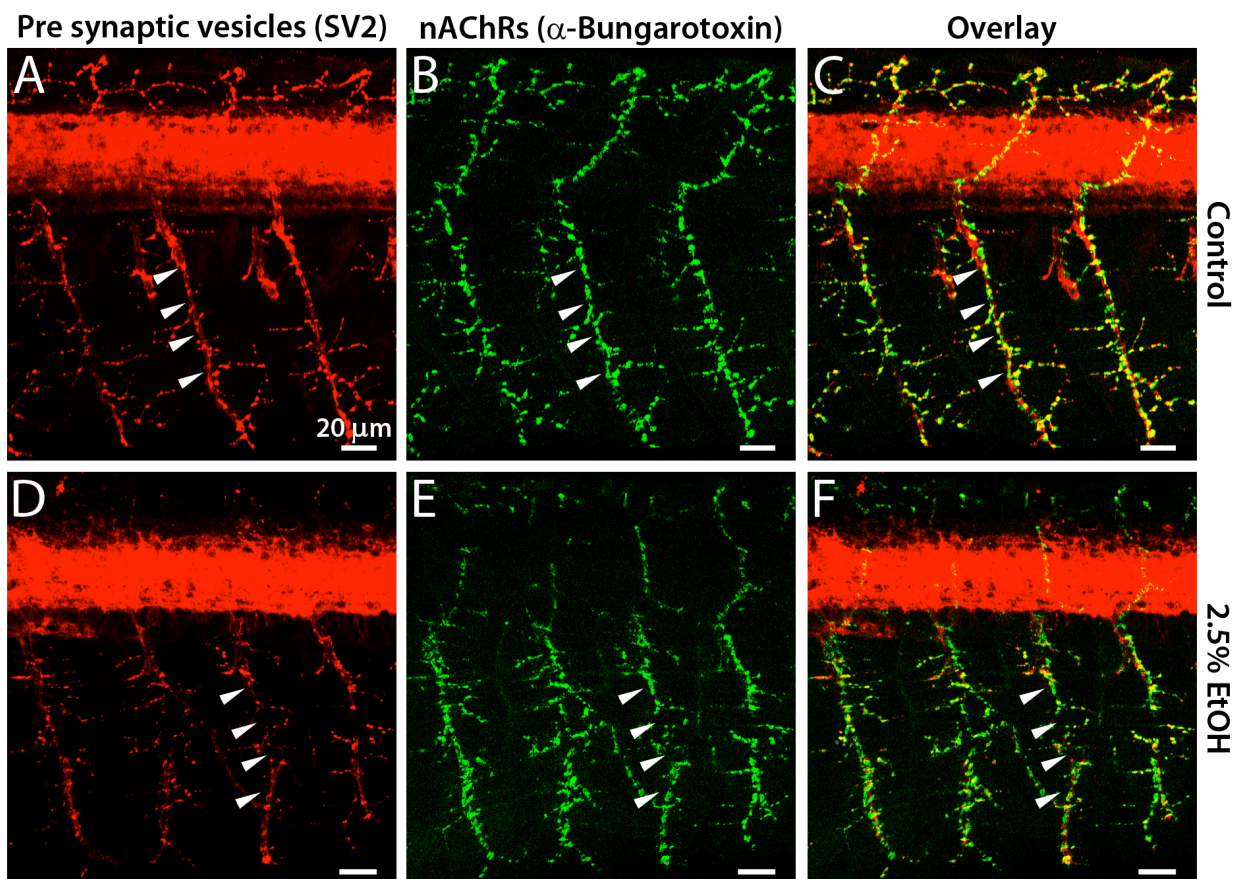 Pre synaptic vesicles (SV2)
nAChRs (α-Bungarotoxin)
Overlay
A
B
C
Control
20 μm
D
E
F
2.5% EtOH